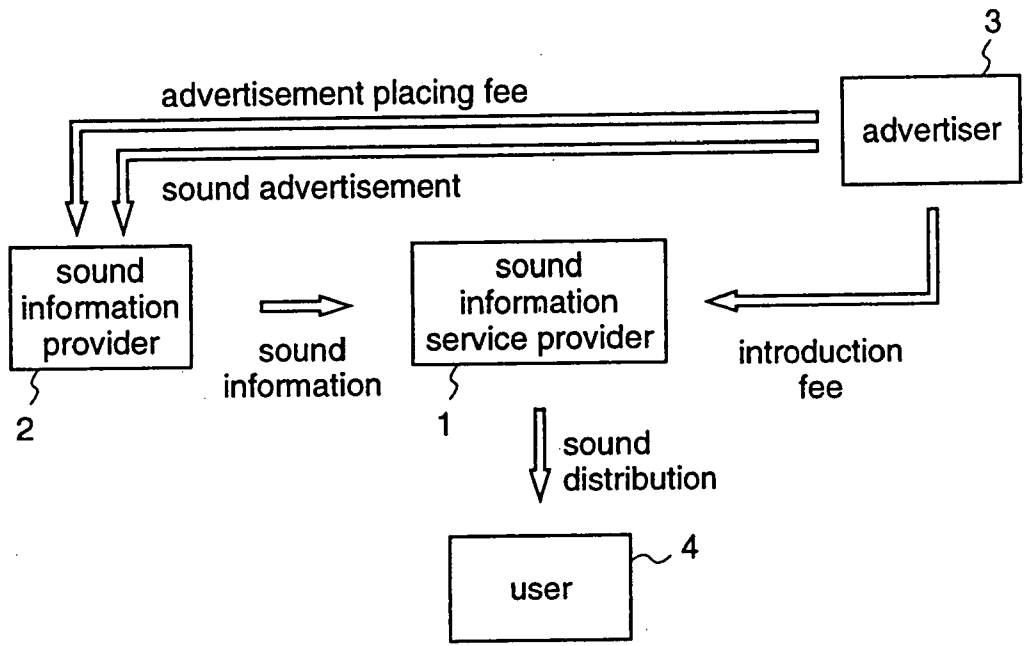 3
advertisement placing fee
advertiser
sound advertisement
sound
information
provider
sound
information
service provider
sound
information
introduction
fee
2
1
sound
distribution
4
user